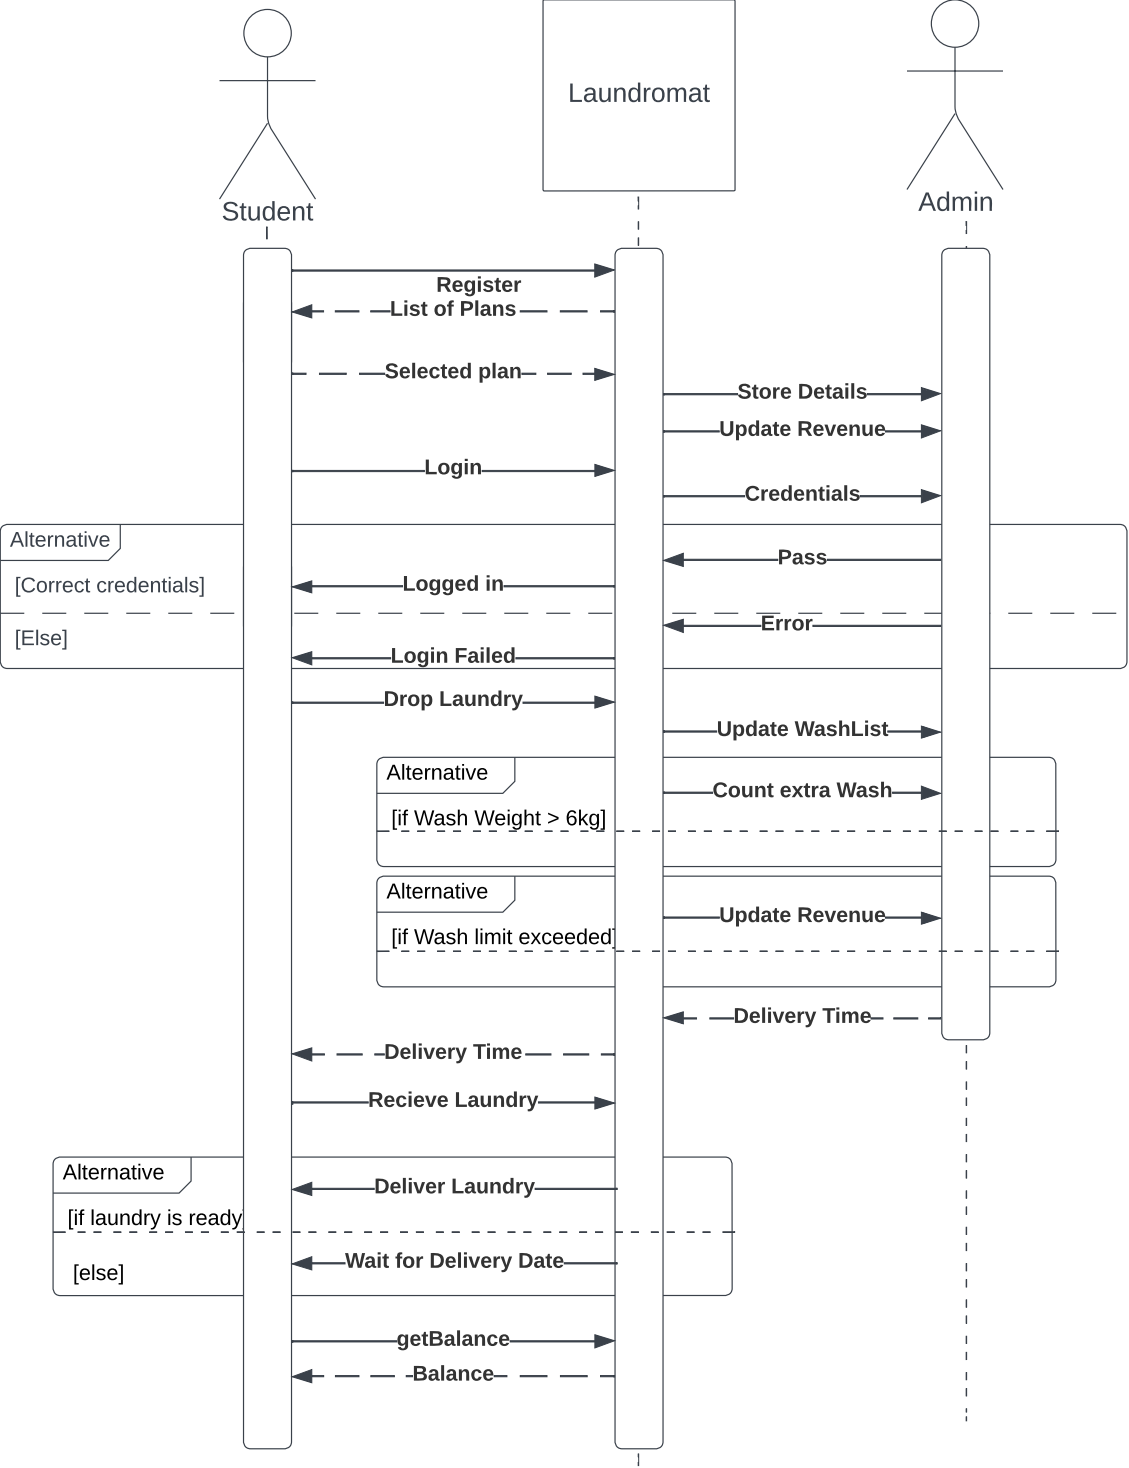 Student
Laundromat
Admin
Register
List of Plans
Selected plan
Store Details
Update Revenue
Login
Credentials
Alternative
Pass
[Correct credentials]
Logged in
Error
[Else]
Login Failed
Drop Laundry
Update WashList
Alternative
Count extra Wash
[if Wash Weight > 6kg]
Alternative
Update Revenue
[if Wash limit exceeded]
Delivery Time
Delivery Time
Recieve Laundry
Alternative
Deliver Laundry
[if laundry is ready
Wait for Delivery Date
[else]
getBalance
Balance